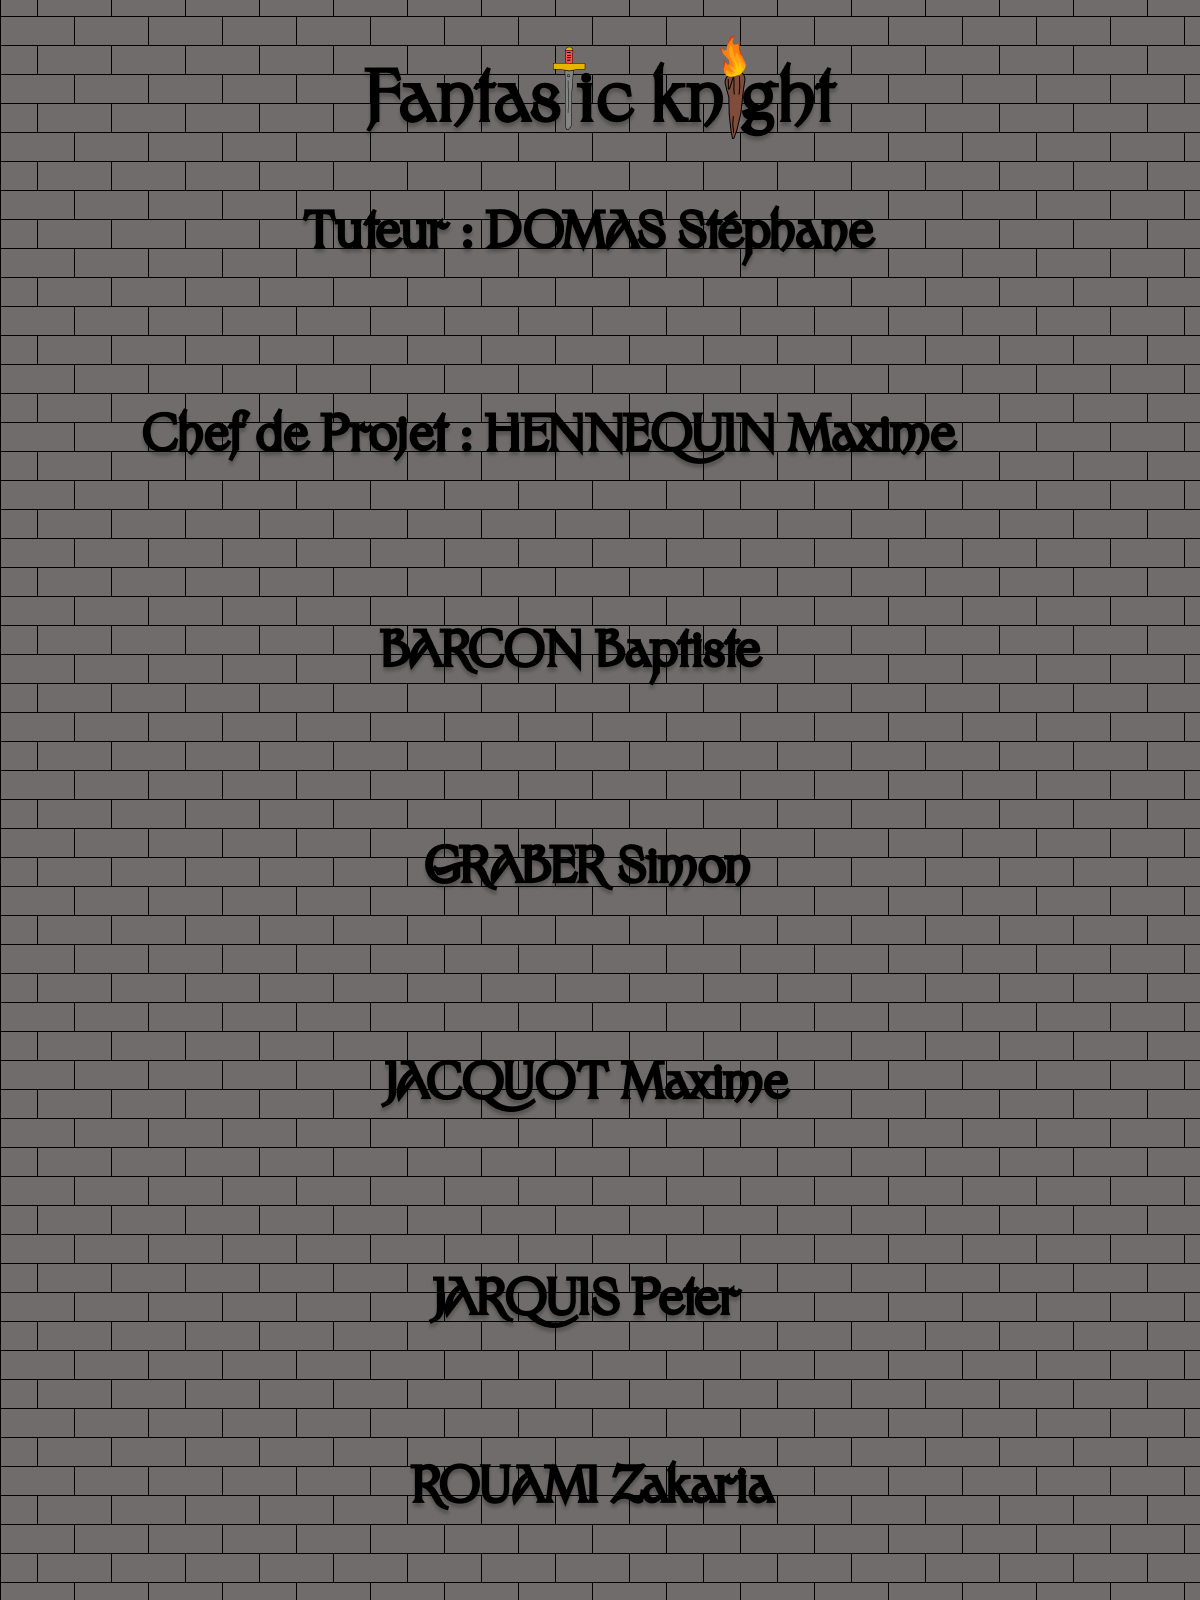 Fantastic knight
Tuteur : DOMAS Stéphane
Chef de Projet : HENNEQUIN Maxime
BARCON Baptiste
GRABER Simon
JACQUOT Maxime
JARQUIS Peter
ROUAMI Zakaria